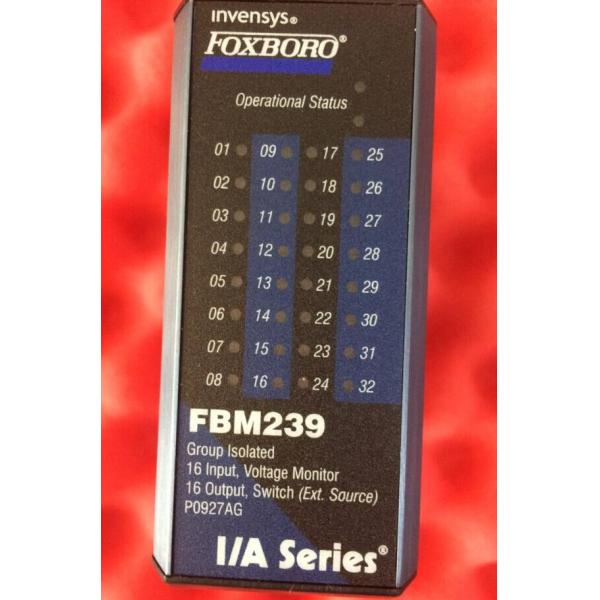 invensys®
FOXBORO®
Operational Status
01 09 17 25
02 10 18 26
03 11 19 27
04 12 20 28
05 13 21 29
06 14 22 30
07 15 23 31
08 16 24 32
FBM239
Group Isolated
16 Input, Voltage Monitor
16 Output, Switch (Ext. Source)
P0927AG
I/A Series®